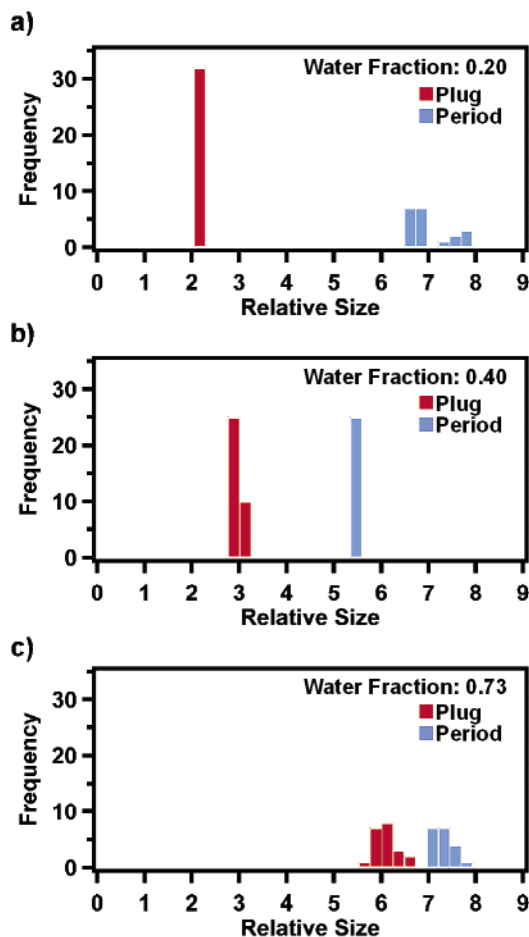 a)
Water Fraction: 0.20
Plug
Period
Frequency
30
20
10
0
0 1 2 3 4 5 6 7 8 9
Relative Size
b)
Water Fraction: 0.40
Plug
Period
Frequency
30
20
10
0
0 1 2 3 4 5 6 7 8 9
Relative Size
c)
Water Fraction: 0.73
Plug
Period
Frequency
30
20
10
0
0 1 2 3 4 5 6 7 8 9
Relative Size